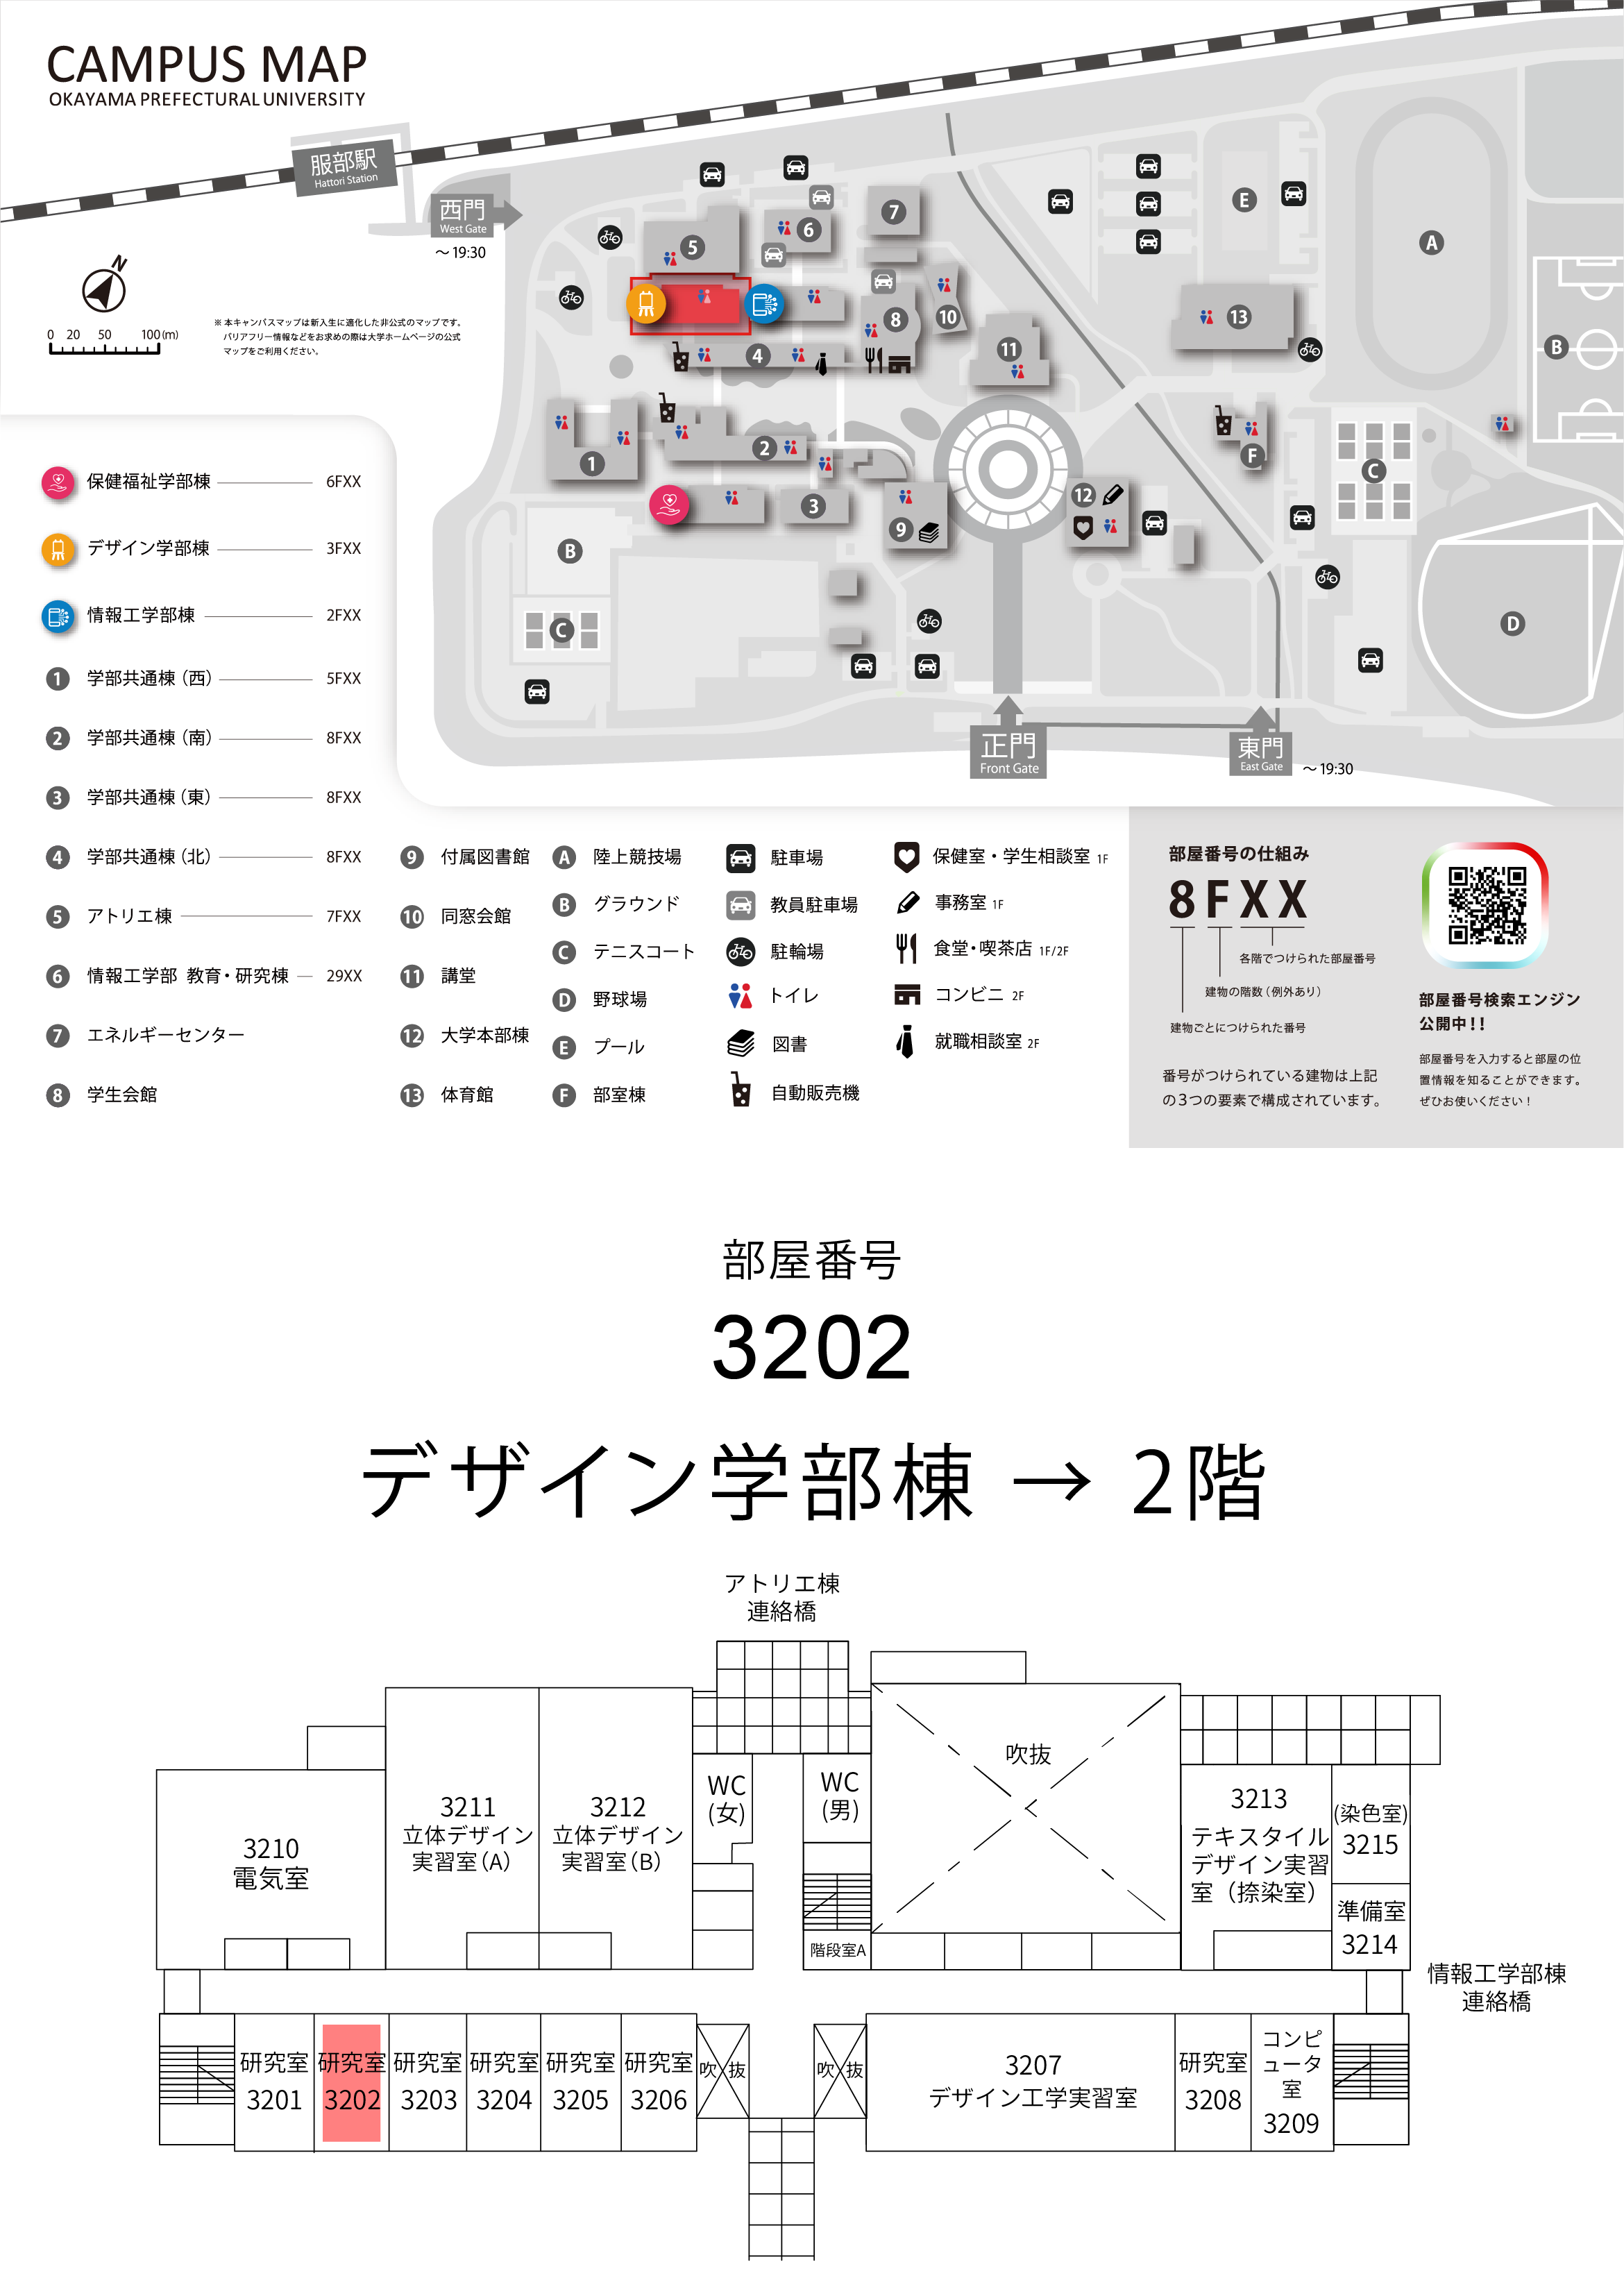 CAMPUS MAP
OKAYAMA PREFECTURAL UNIVERSITY
服部駅
Hattori Station
西門
West Gate
～19:30
N
0 20 50 100(m)
※ 本キャンパスマップは新入生に適化した非公式のマップです。
バリアフリー情報などをお求めの際は大学ホームページの公式
マップをご利用ください。
7
6
5
E
A
10
8
13
11
4
B
2
1
F
C
12
3
9
B
C
D
正門
Front Gate
東門
East Gate
～19:30
保健福祉学部棟 6FXX
デザイン学部棟 3FXX
情報工学部棟 2FXX
1 学部共通棟（西） 5FXX
2 学部共通棟（南） 8FXX
3 学部共通棟（東） 8FXX
4 学部共通棟（北） 8FXX
5 アトリエ棟 7FXX
6 情報工学部 教育・研究棟 29XX
7 エネルギーセンター
8 学生会館
9 付属図書館
10 同窓会館
11 講堂
12 大学本部棟
13 体育館
A 陸上競技場
B グラウンド
C テニスコート
D 野球場
E プール
F 部室棟
駐車場
教員駐車場
駐輪場
トイレ
図書
自動販売機
保健室・学生相談室 1F
事務室 1F
食堂・喫茶店 1F/2F
コンビニ 2F
就職相談室 2F
部屋番号の仕組み
8FXX
各階でつけられた部屋番号
建物の階数（例外あり）
建物ごとにつけられた番号
番号がつけられている建物は上記
の３つの要素で構成されています。
部屋番号検索エンジン
公開中！！
部屋番号を入力すると部屋の位
置情報を知ることができます。
ぜひお使いください！
部屋番号
3202
デザイン学部棟 → 2階
アトリエ棟
連絡橋
3210
電気室
3211
立体デザイン
実習室(A)
3212
立体デザイン
実習室(B)
WC
(女)
WC
(男)
階段室A
吹抜
3213
テキスタイル
デザイン実習
室（捺染室）
(染色室)
3215
準備室
3214
情報工学部棟
連絡橋
研究室
3201
研究室
3202
研究室
3203
研究室
3204
研究室
3205
研究室
3206
吹抜
吹抜
3207
デザイン工学実習室
研究室
3208
コンピ
ュータ
室
3209